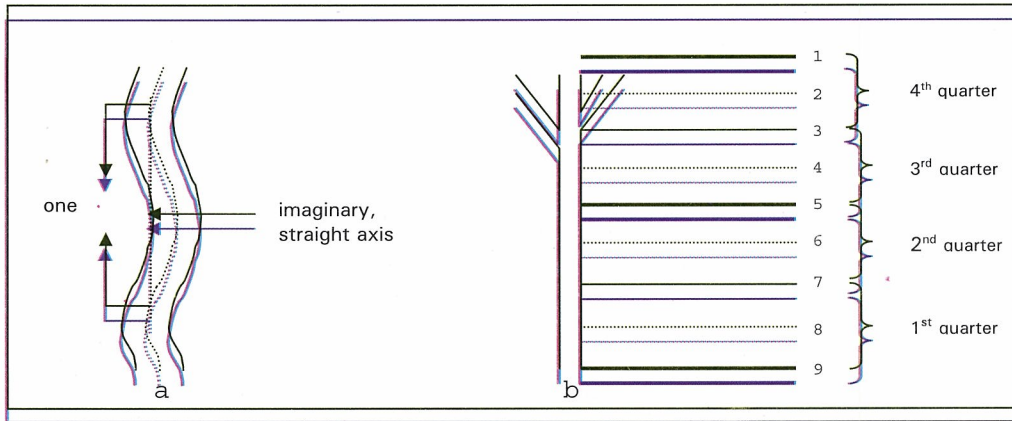 one
imaginary,
straight axis
a
1
2
3
4
5
6
7
8
9
4th quarter
3rd quarter
2nd quarter
1st quarter
b